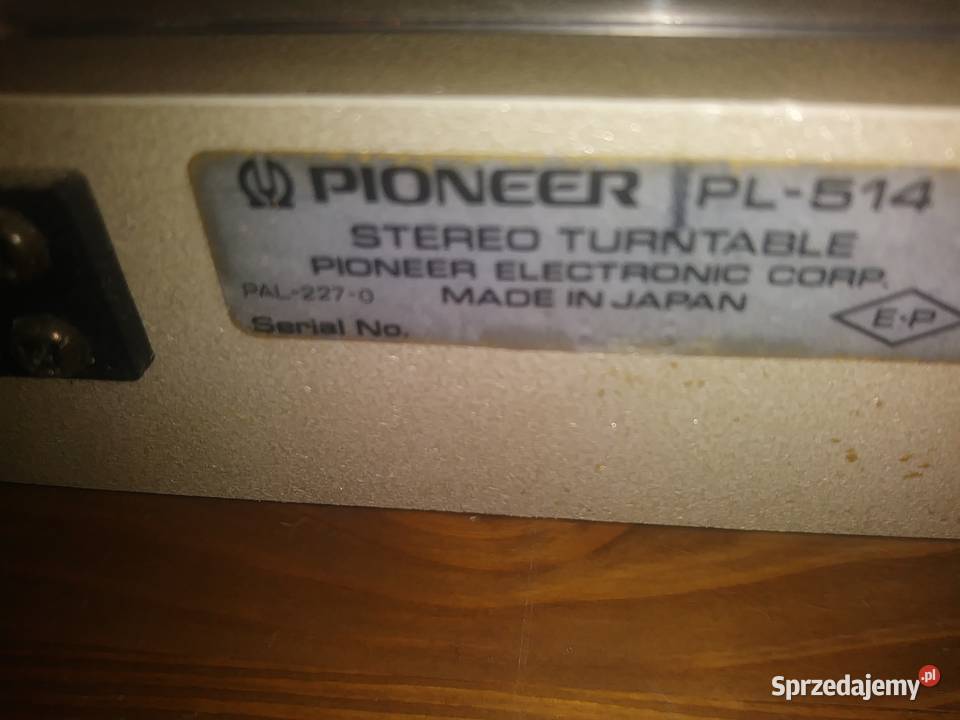 PIONEER PL-514
STEREO TURNTABLE
PIONEER ELECTRONIC CORP.
PAL-227-0 MADE IN JAPAN
E·P
Serial No.
Sprzedajemy.pl